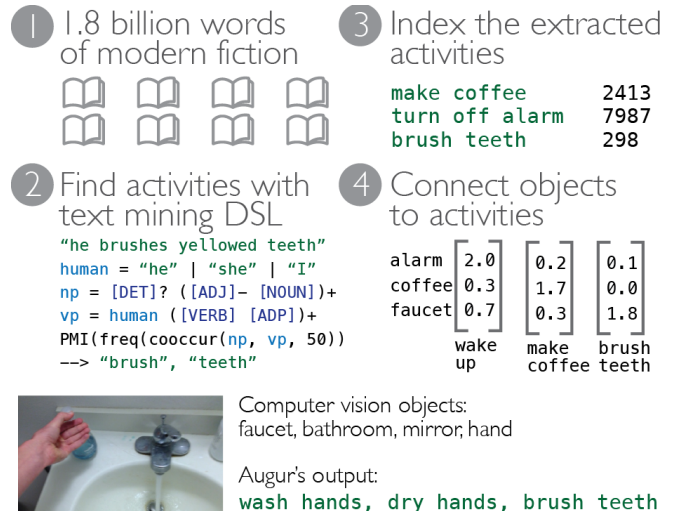 1 1.8 billion words
of modern fiction
2 Find activities with
text mining DSL
“he brushes yellowed teeth”
human = “he” | “she” | “I”
np = [DET]? ([ADJ]– [NOUN])+
vp = human ([VERB] [ADP])+
PMI(freq(cooccur(np, vp, 50))
––> “brush”, “teeth”
3 Index the extracted
activities
make coffee 2413
turn off alarm 7987
brush teeth 298
4 Connect objects
to activities
alarm 2.0 0.2 0.1
coffee 0.3 1.7 0.0
faucet 0.7 0.3 1.8
wake make brush
up coffee teeth
Computer vision objects:
faucet, bathroom, mirror, hand
Augur’s output:
wash hands, dry hands, brush teeth